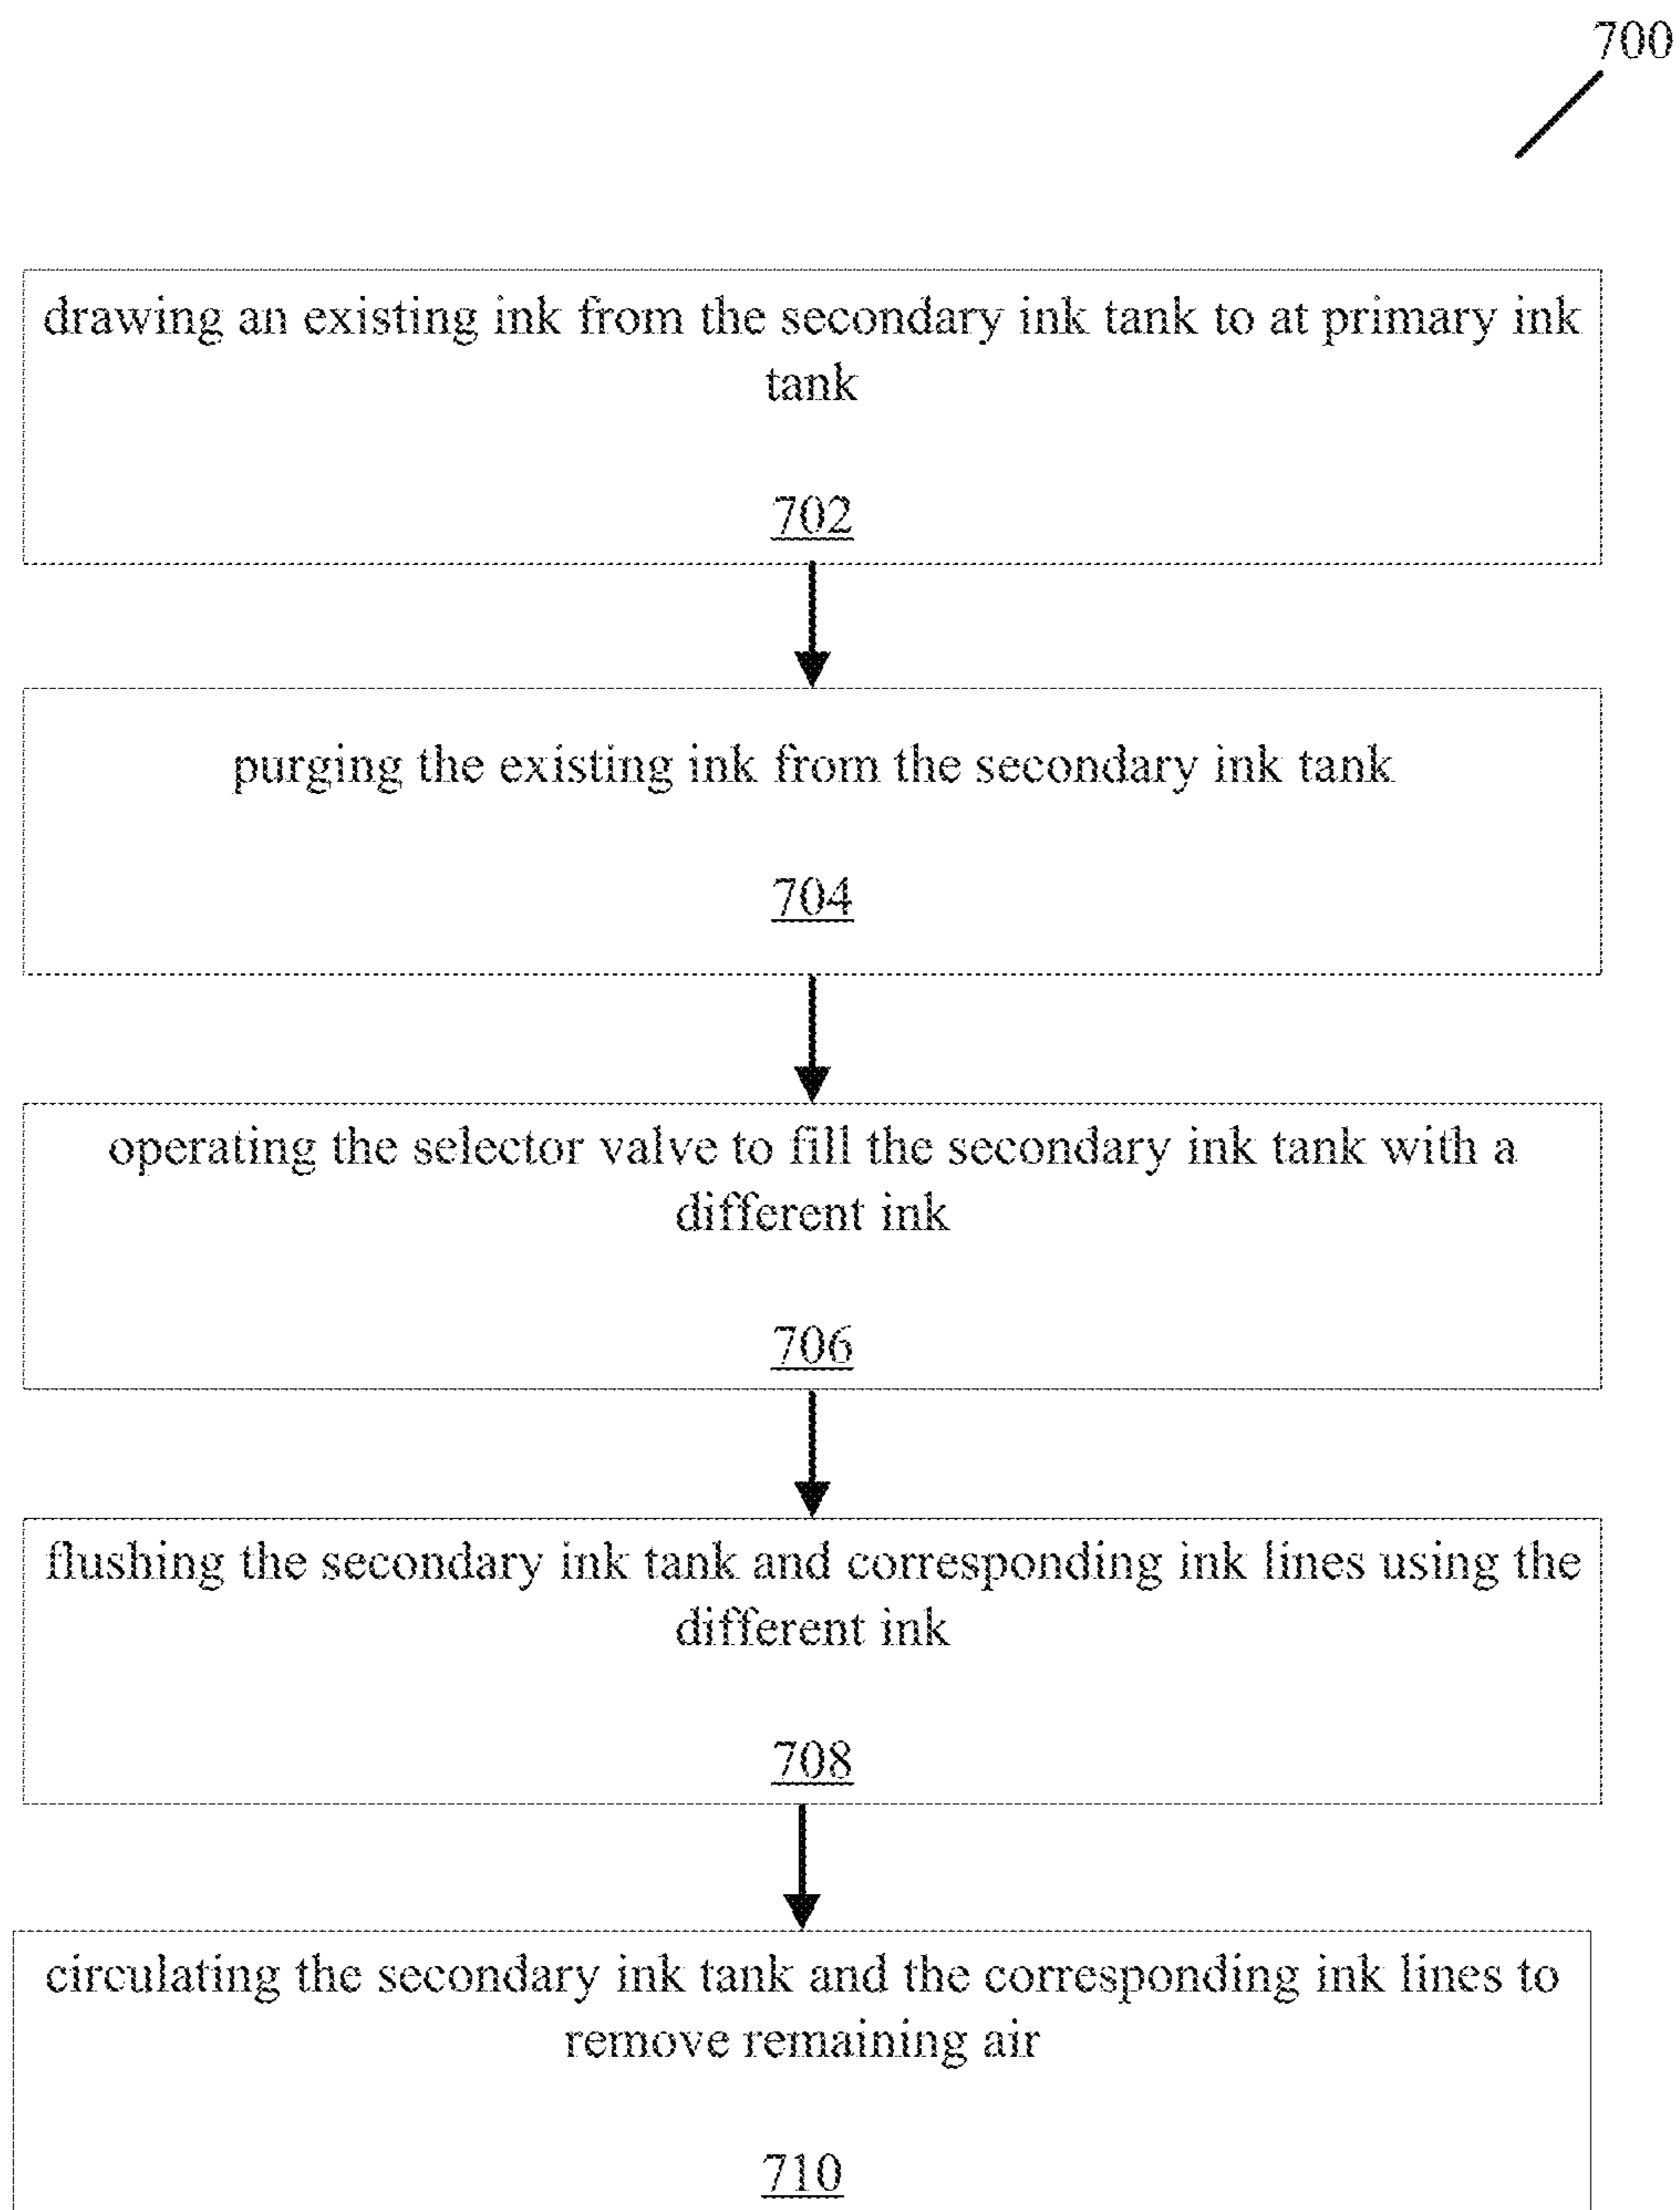 700
drawing an existing ink from the secondary ink tank to at primary ink
tank
702
purging the existing ink from the secondary ink tank
704
operating the selector valve to fill the secondary ink tank with a
different ink
706
flushing the secondary ink tank and corresponding ink lines using the
different ink
708
circulating the secondary ink tank and the corresponding ink lines to
remove remaining air
710